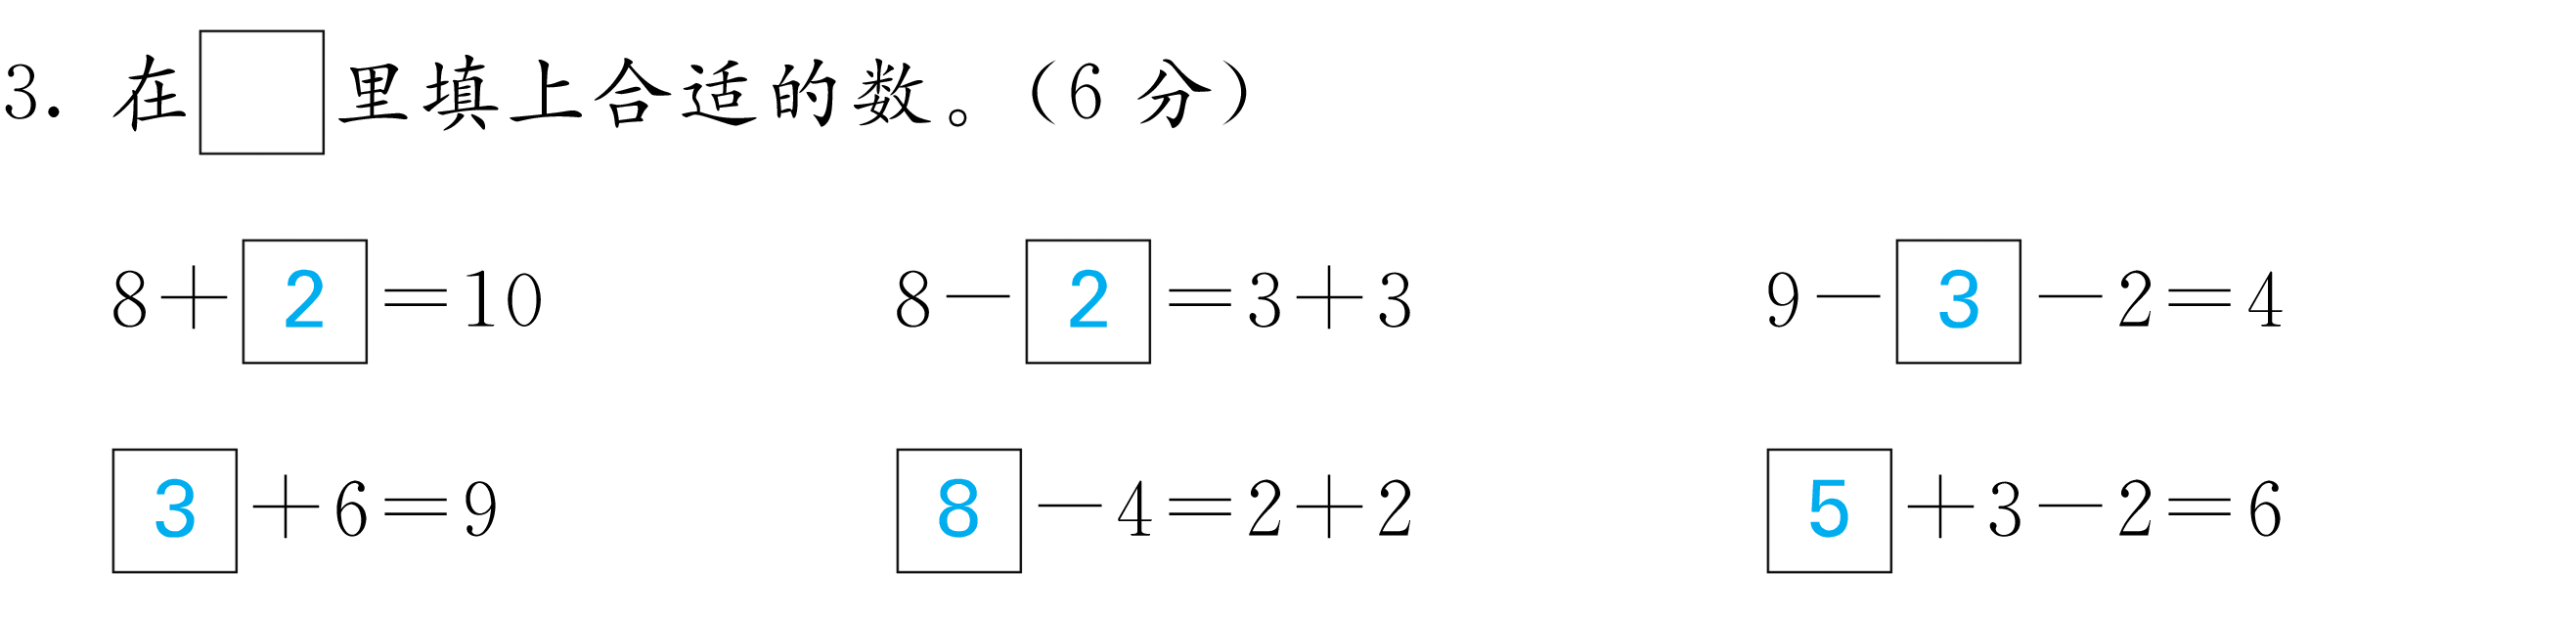 3. 在□里填上合适的数。(6 分)
8+2=10 8-2=3+3 9-3-2=4
3+6=9 8-4=2+2 5+3-2=6